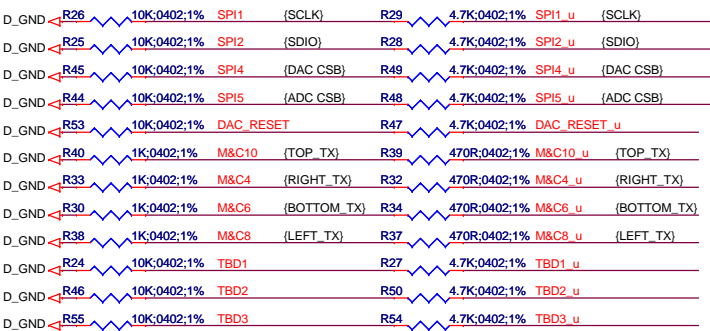 D_GND R26 10K;0402;1% SPI1 {SCLK} R29 4.7K;0402;1% SPI1_u {SCLK}
D_GND R25 10K;0402;1% SPI2 {SDIO} R28 4.7K;0402;1% SPI2_u {SDIO}
D_GND R45 10K;0402;1% SPI4 {DAC CSB} R49 4.7K;0402;1% SPI4_u {DAC CSB}
D_GND R44 10K;0402;1% SPI5 {ADC CSB} R48 4.7K;0402;1% SPI5_u {ADC CSB}
D_GND R53 10K;0402;1% DAC_RESET R47 4.7K;0402;1% DAC_RESET_u
D_GND R40 1K;0402;1% M&C10 {TOP_TX} R39 470R;0402;1% M&C10_u {TOP_TX}
D_GND R33 1K;0402;1% M&C4 {RIGHT_TX} R32 470R;0402;1% M&C4_u {RIGHT_TX}
D_GND R30 1K;0402;1% M&C6 {BOTTOM_TX} R34 470R;0402;1% M&C6_u {BOTTOM_TX}
D_GND R38 1K;0402;1% M&C8 {LEFT_TX} R37 470R;0402;1% M&C8_u {LEFT_TX}
D_GND R24 10K;0402;1% TBD1 R27 4.7K;0402;1% TBD1_u
D_GND R46 10K;0402;1% TBD2 R50 4.7K;0402;1% TBD2_u
D_GND R55 10K;0402;1% TBD3 R54 4.7K;0402;1% TBD3_u